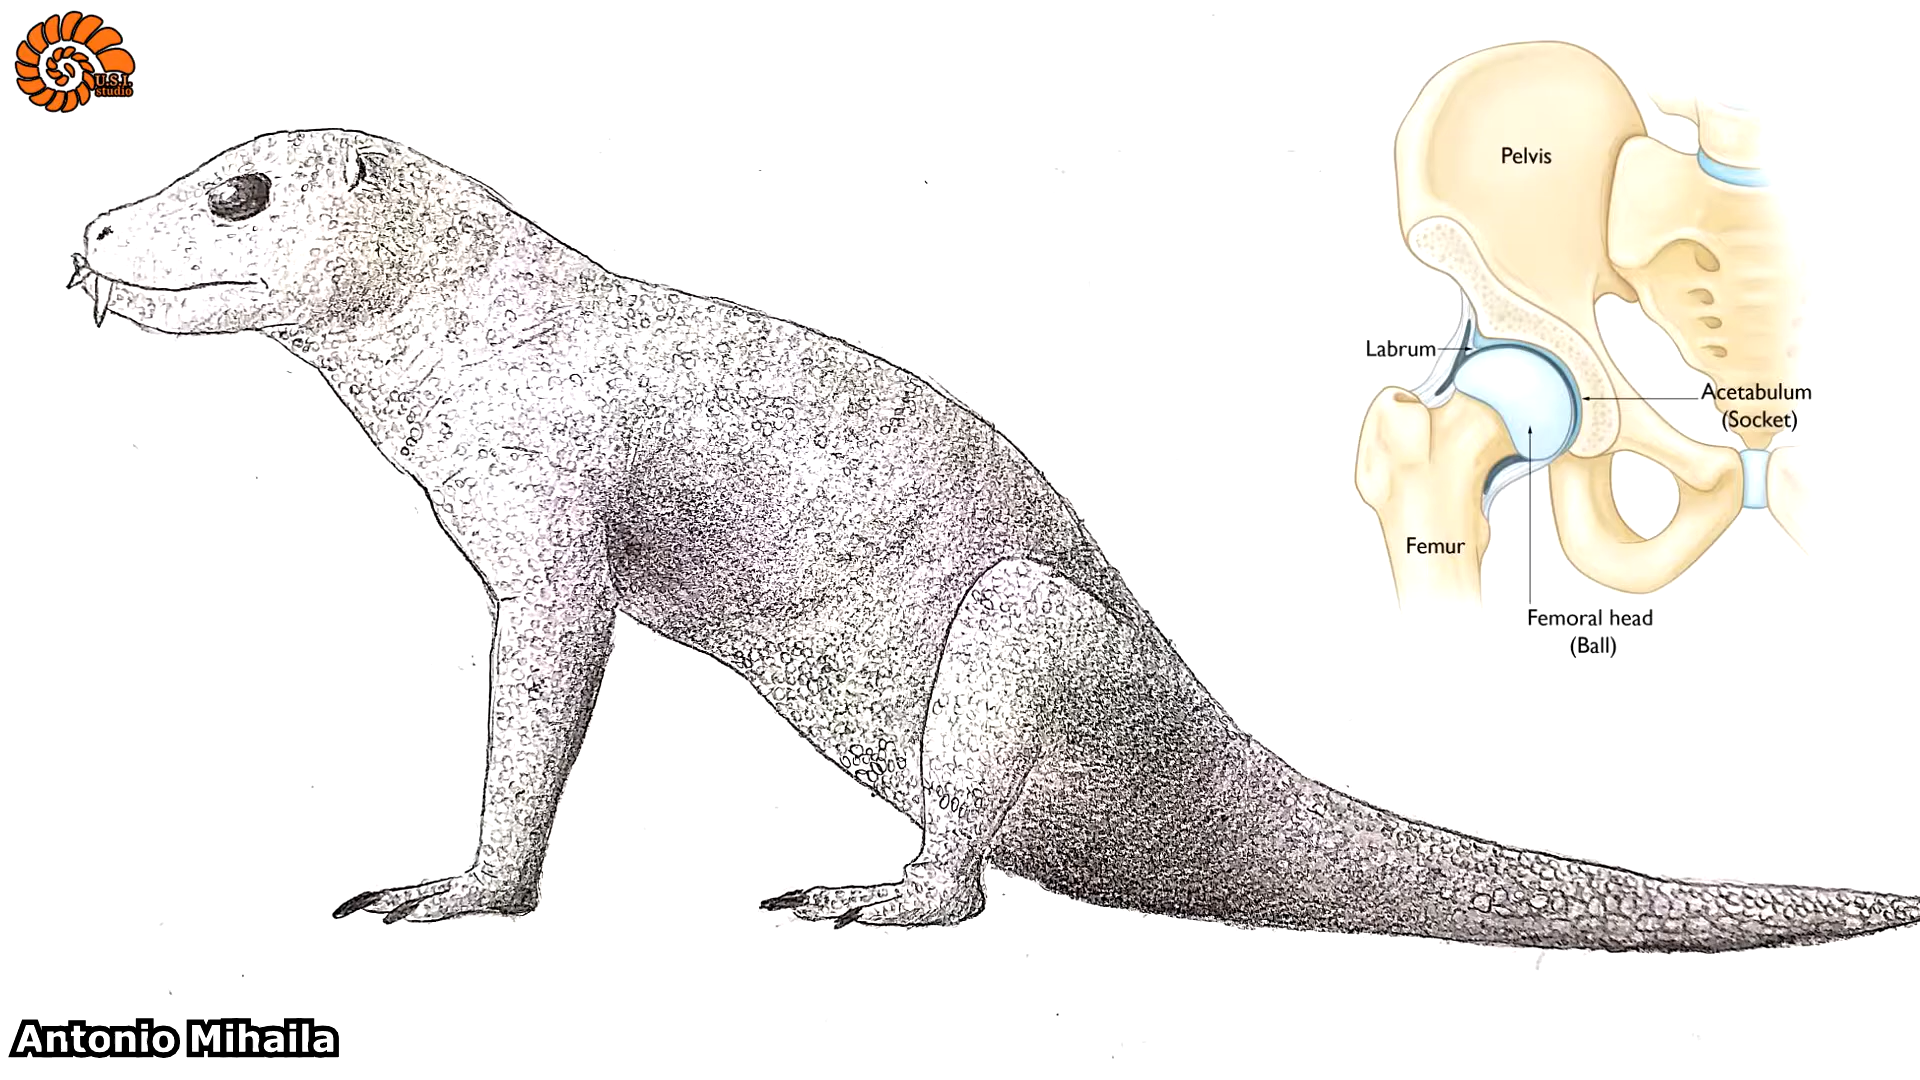 U.S.I.
studio
Pelvis
Labrum
Acetabulum
(Socket)
Femur
Femoral head
(Ball)
Antonio Mihaila